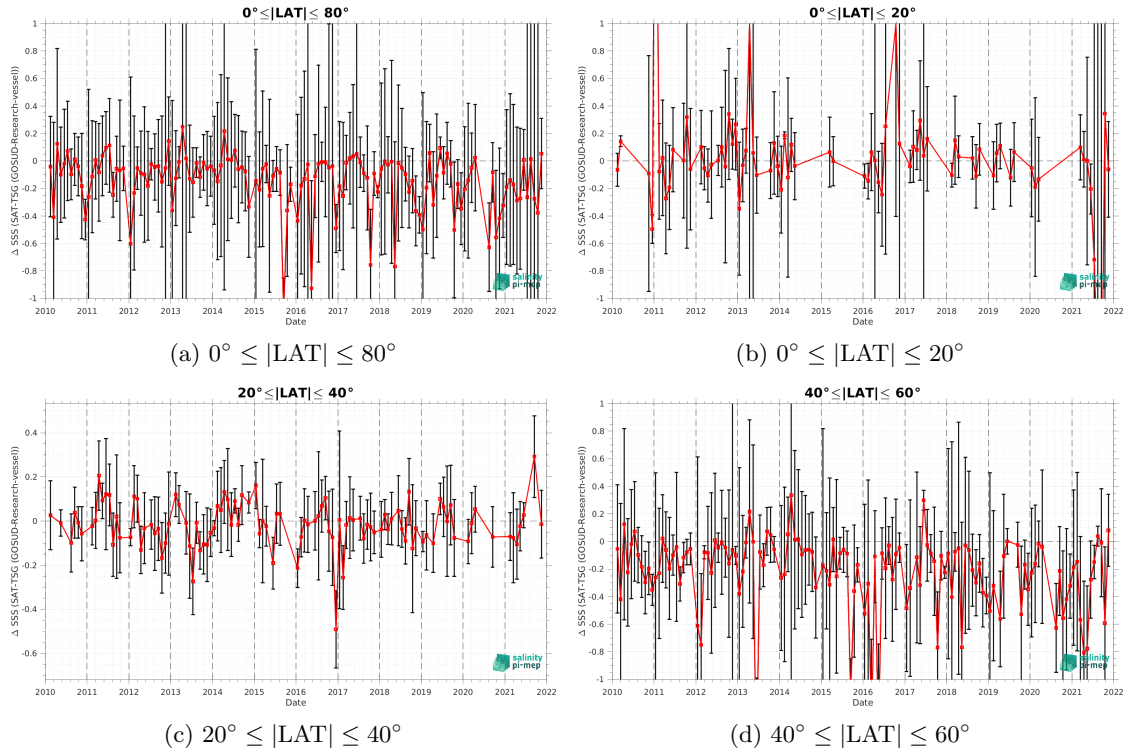 0°≤|LAT|≤ 80°
Δ SSS (SAT-TSG (GOSUD-Research-vessel))
1
0.8
0.6
0.4
0.2
0
-0.2
-0.4
-0.6
-0.8
-1
2010 2011 2012 2013 2014 2015 2016 2017 2018 2019 2020 2021 2022
Date
salinity
pi-mep
(a) 0° ≤ |LAT| ≤ 80°
0°≤|LAT|≤ 20°
Δ SSS (SAT-TSG (GOSUD-Research-vessel))
1
0.8
0.6
0.4
0.2
0
-0.2
-0.4
-0.6
-0.8
-1
2010 2011 2012 2013 2014 2015 2016 2017 2018 2019 2020 2021 2022
Date
salinity
pi-mep
(b) 0° ≤ |LAT| ≤ 20°
20°≤|LAT|≤ 40°
Δ SSS (SAT-TSG (GOSUD-Research-vessel))
0.4
0.2
0
-0.2
-0.4
-0.6
2010 2011 2012 2013 2014 2015 2016 2017 2018 2019 2020 2021 2022
Date
salinity
pi-mep
(c) 20° ≤ |LAT| ≤ 40°
40°≤|LAT|≤ 60°
Δ SSS (SAT-TSG (GOSUD-Research-vessel))
1
0.8
0.6
0.4
0.2
0
-0.2
-0.4
-0.6
-0.8
-1
2010 2011 2012 2013 2014 2015 2016 2017 2018 2019 2020 2021 2022
Date
salinity
pi-mep
(d) 40° ≤ |LAT| ≤ 60°